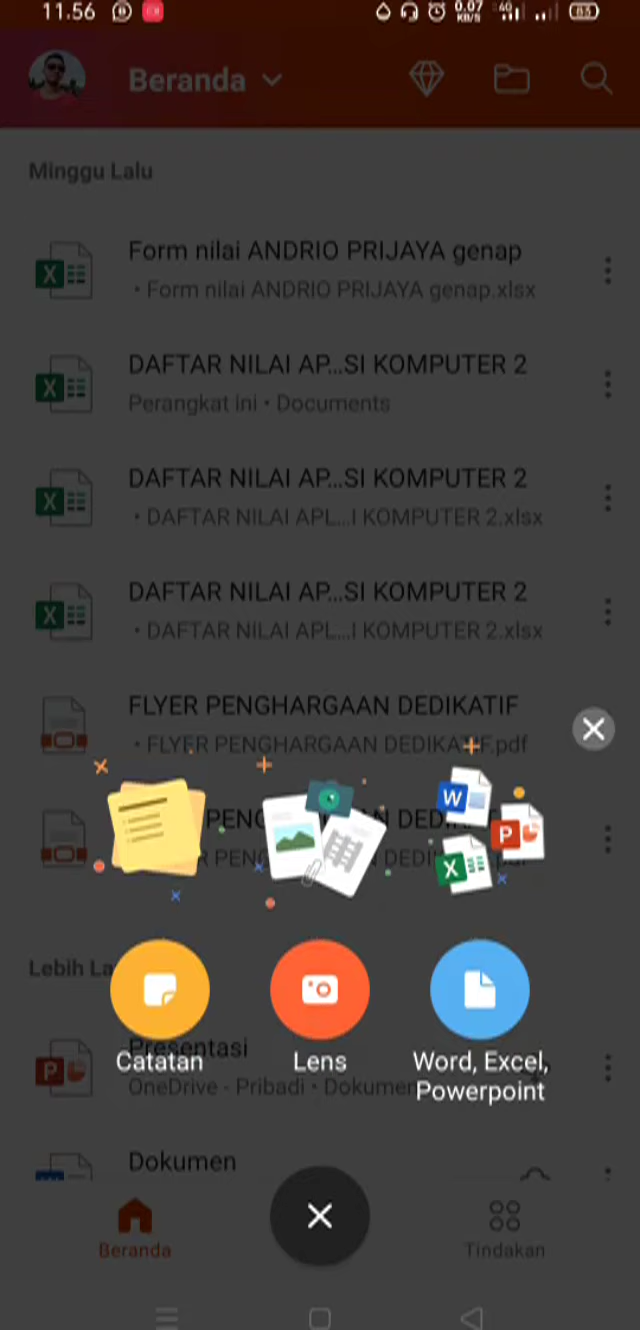 11.56
0.07
KB/S
4G
83
Beranda
Minggu Lalu
Form nilai ANDRIO PRIJAYA genap
• Form nilai ANDRIO PRIJAYA genap.xlsx
DAFTAR NILAI AP...SI KOMPUTER 2
Perangkat ini • Documents
DAFTAR NILAI AP...SI KOMPUTER 2
• DAFTAR NILAI APL...I KOMPUTER 2.xlsx
DAFTAR NILAI AP...SI KOMPUTER 2
• DAFTAR NILAI APL...I KOMPUTER 2.xlsx
FLYER PENGHARGAAN DEDIKATIF
• FLYER PENGHARGAAN DEDIKATIF.pdf
Catatan
Lens
Word, Excel,
Powerpoint
Presentasi
OneDrive - Pribadi •
Dokumen
Beranda
Tindakan